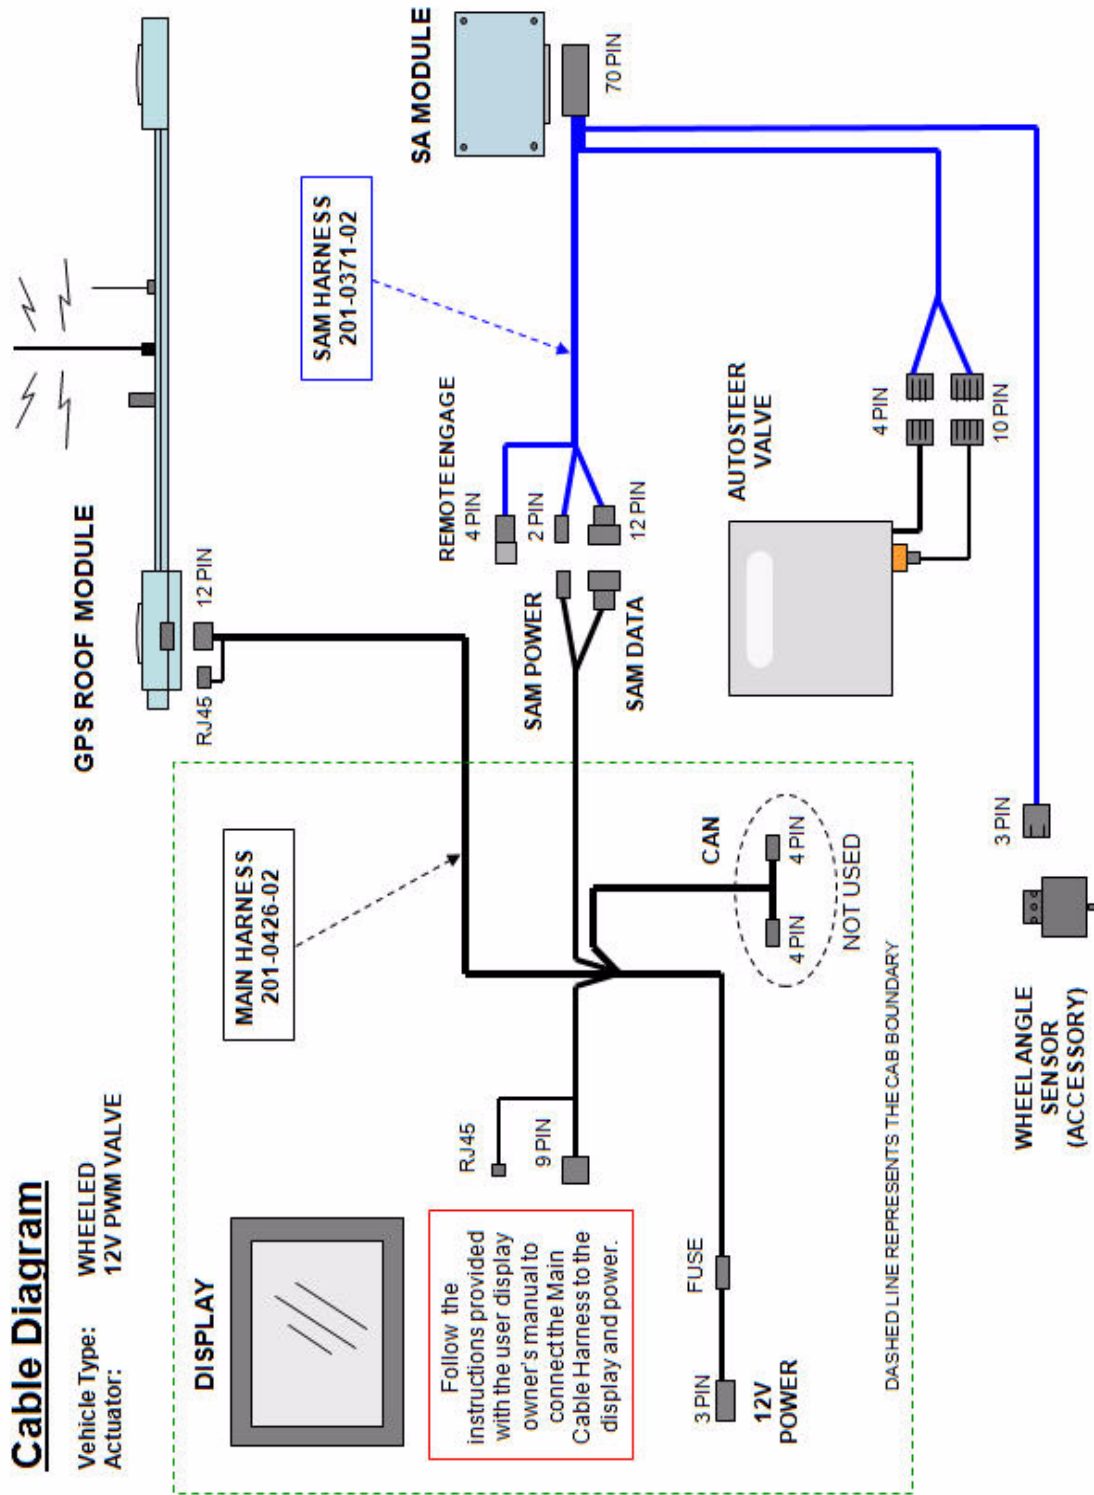 Cable Diagram
Vehicle Type: WHEELED
Actuator: 12V PWM VALVE
GPS ROOF MODULE
RJ45
12 PIN
MAIN HARNESS
201-0426-02
SAM HARNESS
201-0371-02
SA MODULE
70 PIN
DISPLAY
Follow the
instructions provided
with the user display
owner's manual to
connect the Main
Cable Harness to the
display and power.
RJ45
9 PIN
REMOTE ENGAGE
4 PIN
2 PIN
12 PIN
SAM POWER
SAM DATA
3 PIN
12V
POWER
FUSE
CAN
4 PIN
4 PIN
NOT USED
AUTOSTEER
VALVE
4 PIN
10 PIN
DASHED LINE REPRESENTS THE CAB BOUNDARY
WHEEL ANGLE
SENSOR
(ACCESSORY)
3 PIN